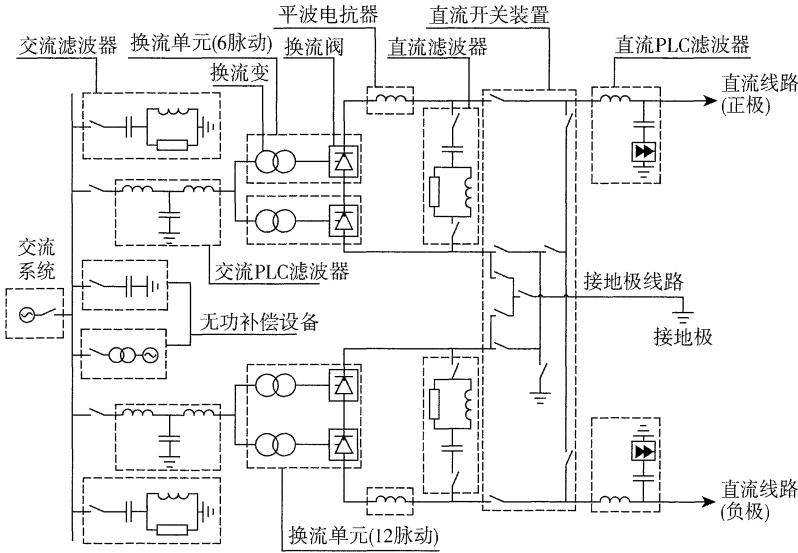 平波电抗器
直流开关装置
交流滤波器
换流单元(6脉动)
换流阀
直流滤波器
直流PLC滤波器
换流变
直流线路
(正极)
交流PLC滤波器
交流
系统
接地极线路
无功补偿设备
接地极
直流线路
(负极)
换流单元(12脉动)